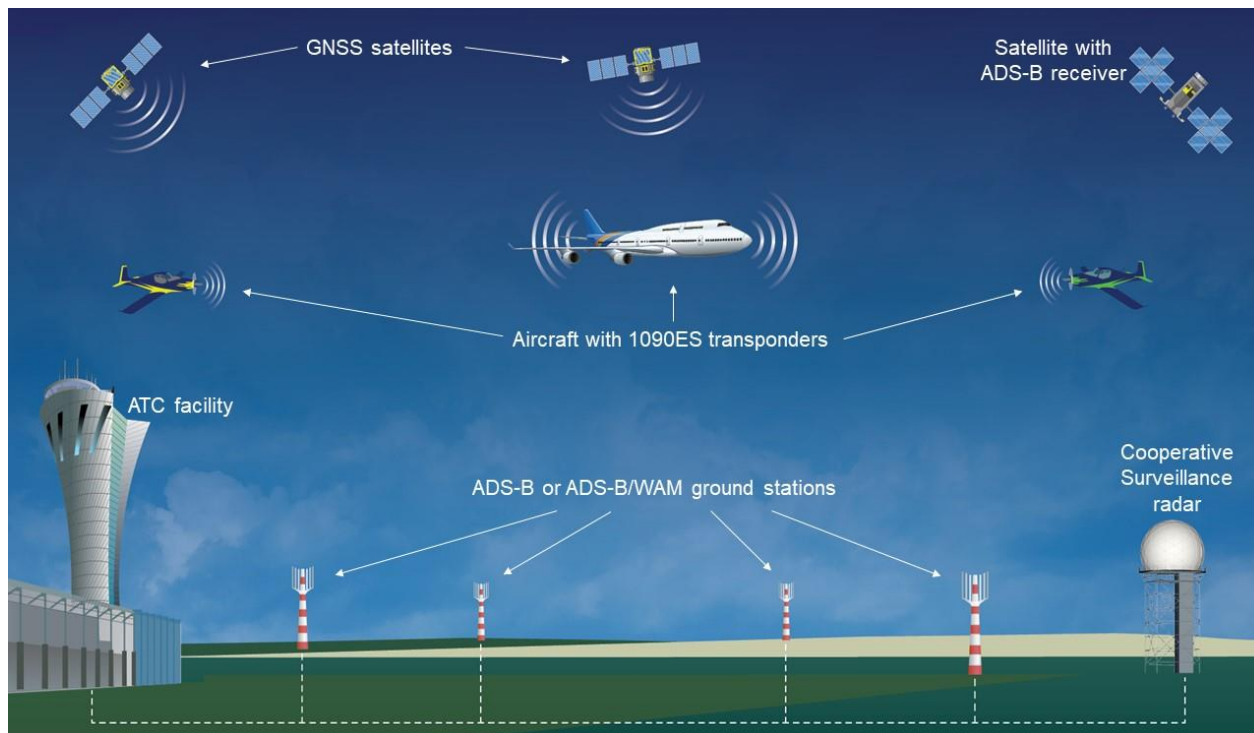 GNSS satellites
Satellite with
ADS-B receiver
Aircraft with 1090ES transponders
ATC facility
Cooperative
Surveillance
radar
ADS-B or ADS-B/WAM ground stations